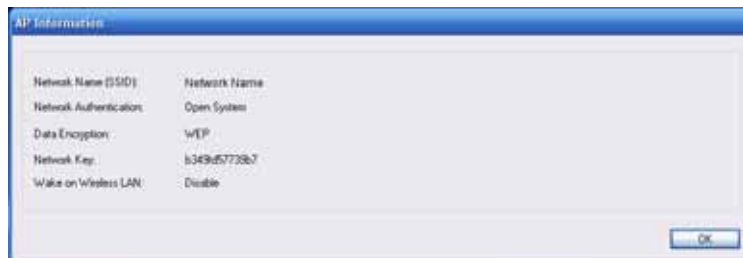 AP Information
Network Name (SSID): Network Name
Network Authentication: Open System
Data Encryption: WEP
Network Key:
Wake on Wireless LAN: Disable
OK